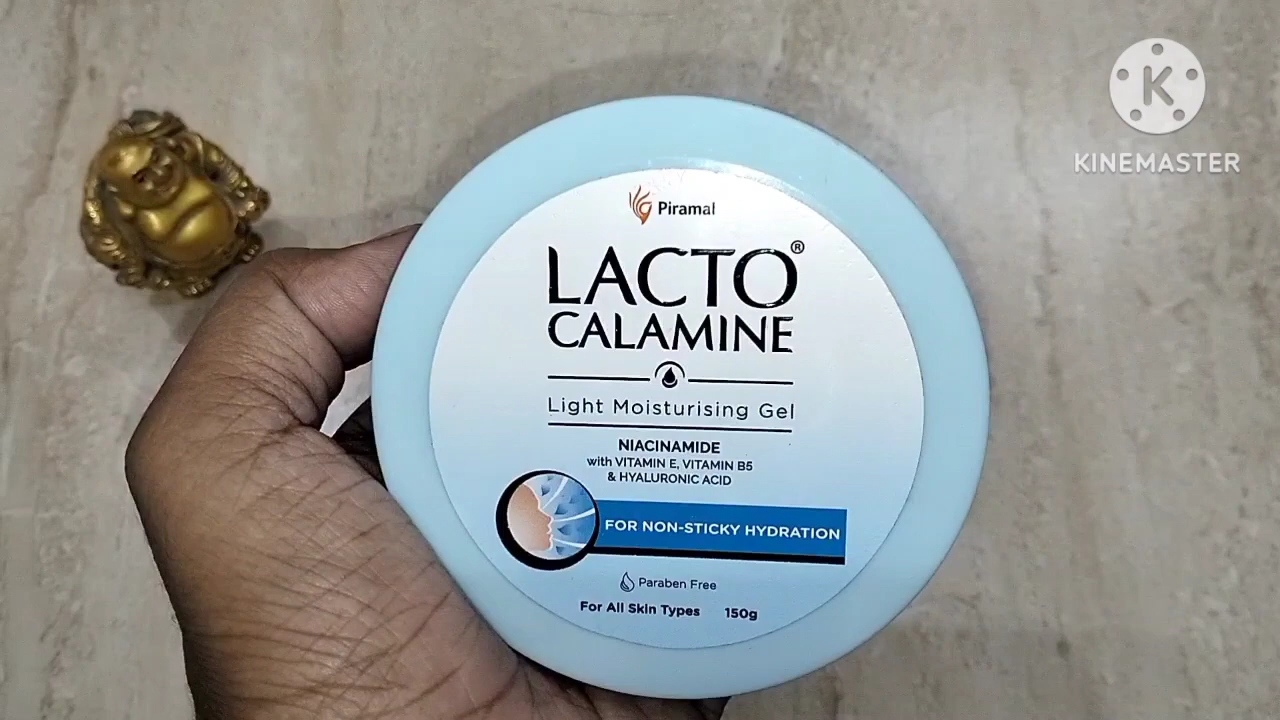 K
KINEMASTER
Piramal
LACTO®
CALAMINE
Light Moisturising Gel
NIACINAMIDE
with VITAMIN E, VITAMIN B5
& HYALURONIC ACID
FOR NON-STICKY HYDRATION
Paraben Free
For All Skin Types 150g